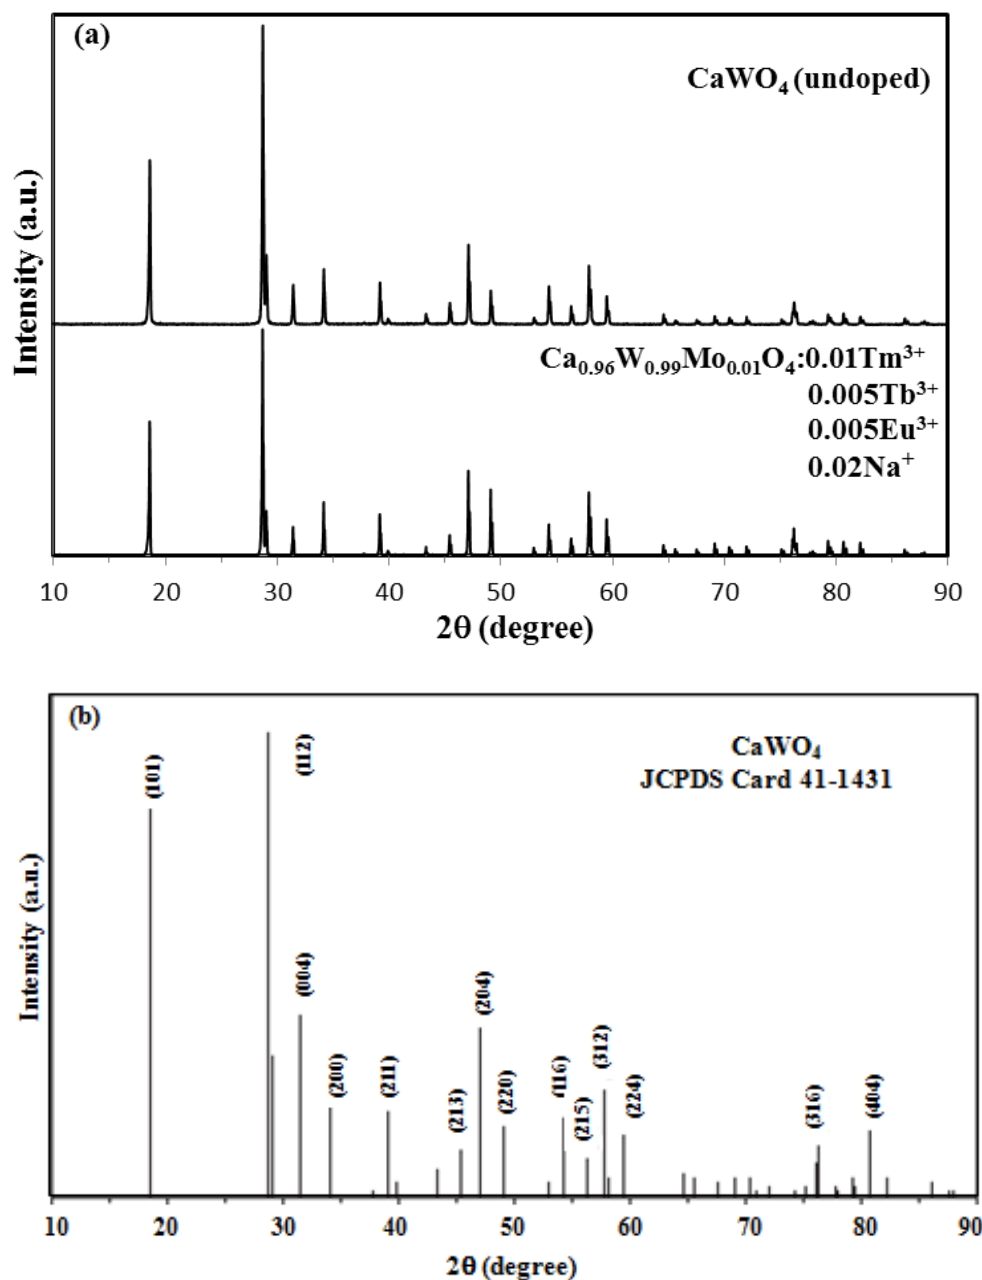 (a)
CaWO₄ (undoped)
Intensity (a.u.)
Ca₀.₉₆W₀.₉₉Mo₀.₀₁O₄:0.01Tm³⁺
0.005Tb³⁺
0.005Eu³⁺
0.02Na⁺
10 20 30 40 50 60 70 80 90
2θ (degree)
(b)
CaWO₄
JCPDS Card 41-1431
Intensity (a.u.)
(101)
(112)
(004)
(200)
(211)
(213)
(204)
(220)
(116)
(215)
(312)
(224)
(316)
(404)
10 20 30 40 50 60 70 80 90
2θ (degree)